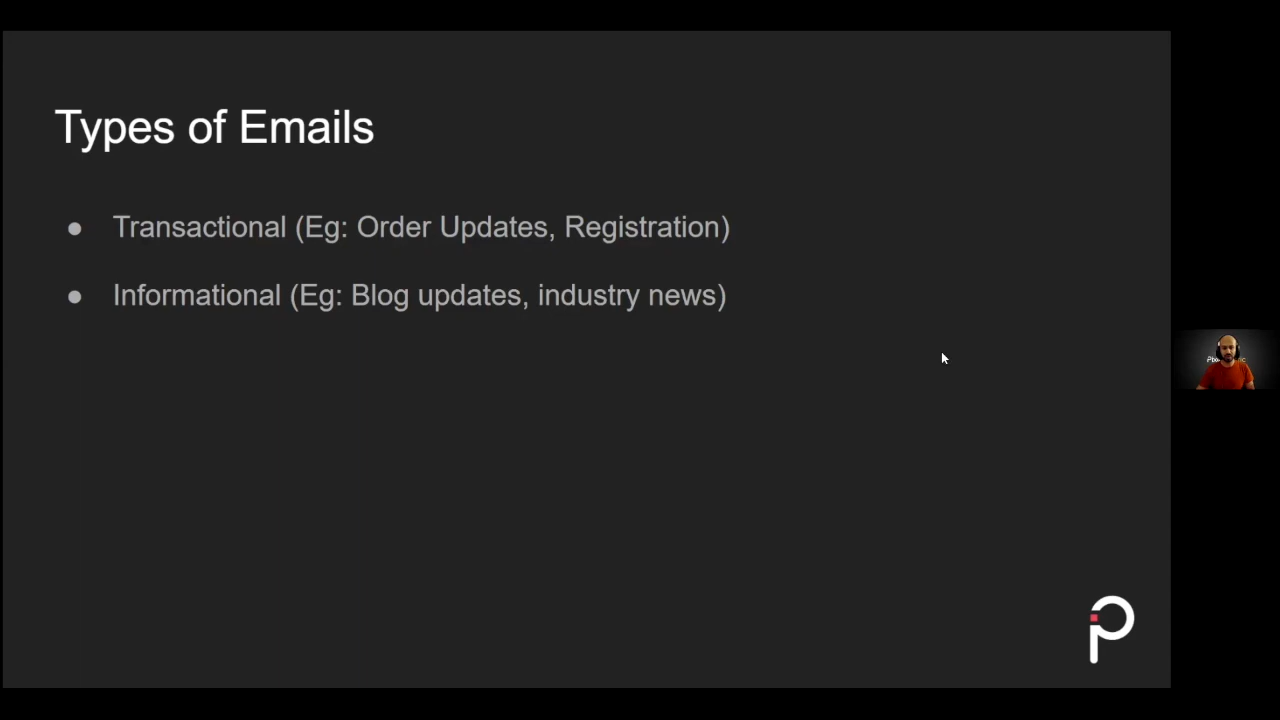 Types of Emails
● Transactional (Eg: Order Updates, Registration)
● Informational (Eg: Blog updates, industry news)